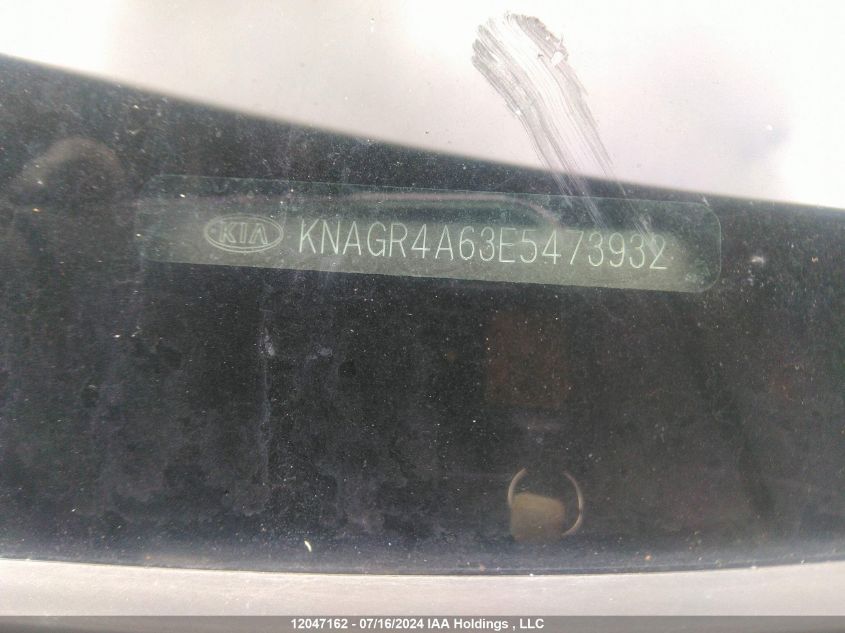 KIA KNAGR4A63E5473932
12047162 - 07/16/2024 IAA Holdings , LLC